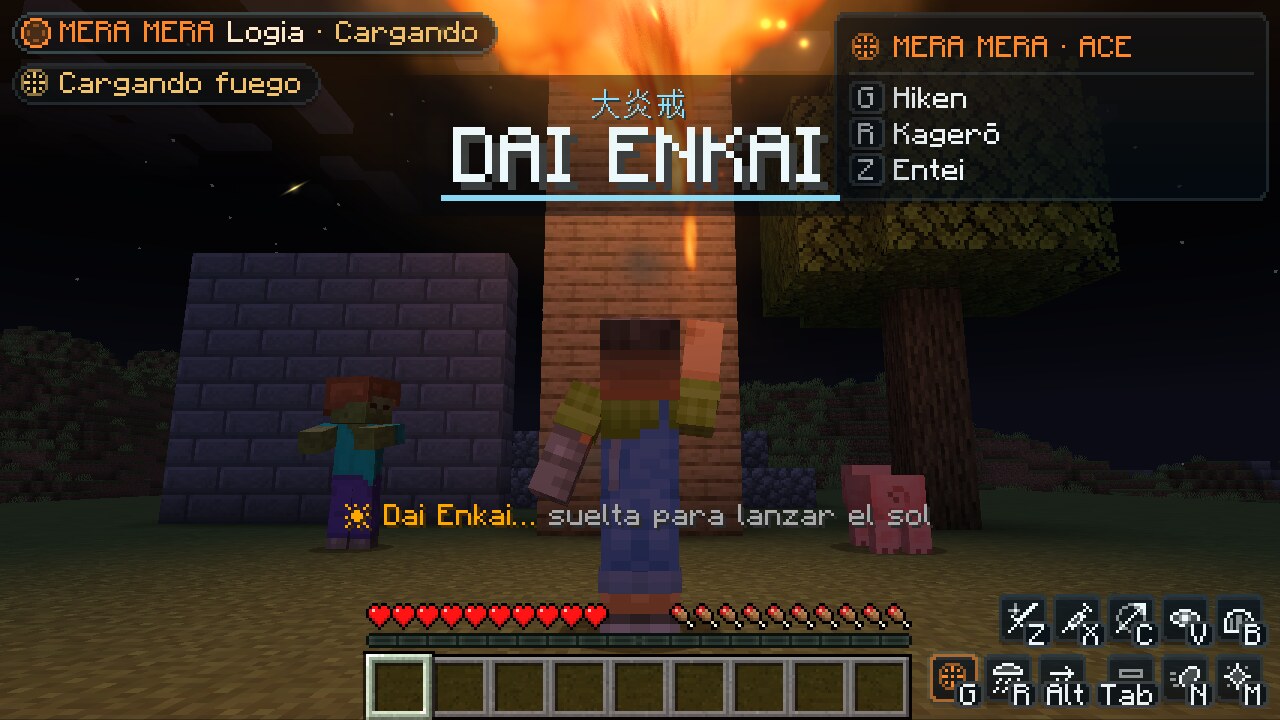 MERA MERA Logia · Cargando
Cargando fuego
大炎戒
DAI ENKAI
MERA MERA · ACE
G Hiken
R Kagerō
Z Entei
Dai Enkai... suelta para lanzar el sol
Z X C V B
G R Alt Tab N M